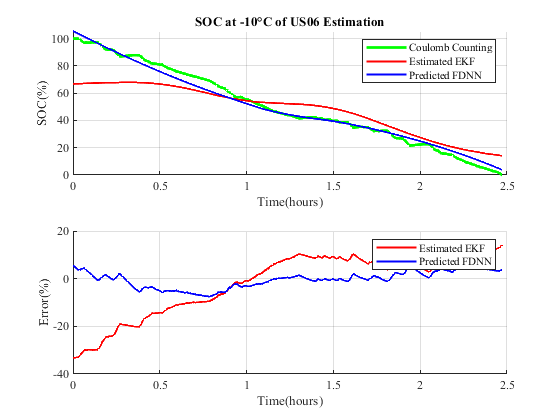 SOC at -10°C of US06 Estimation
100
80
60
40
20
0
SOC(%)
Coulomb Counting
Estimated EKF
Predicted FDNN
0
0.5
1
1.5
2
2.5
Time(hours)
20
0
-20
-40
Error(%)
Estimated EKF
Predicted FDNN
0
0.5
1
1.5
2
2.5
Time(hours)